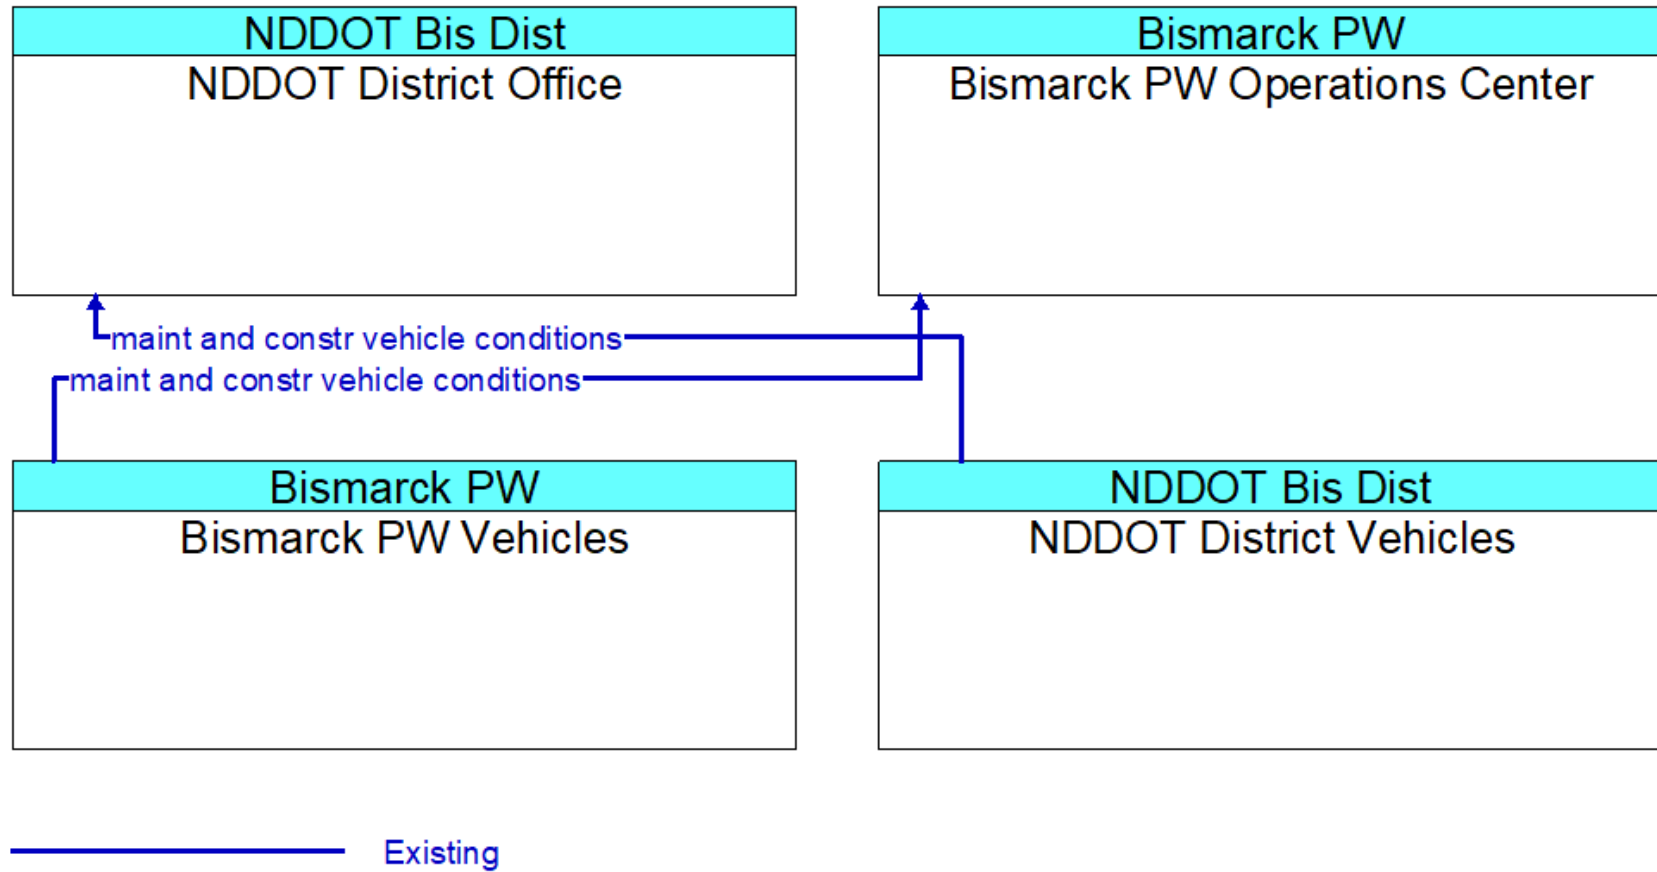 NDDOT Bis Dist
NDDOT District Office
Bismarck PW
Bismarck PW Operations Center
maint and constr vehicle conditions
maint and constr vehicle conditions
Bismarck PW
Bismarck PW Vehicles
NDDOT Bis Dist
NDDOT District Vehicles
Existing